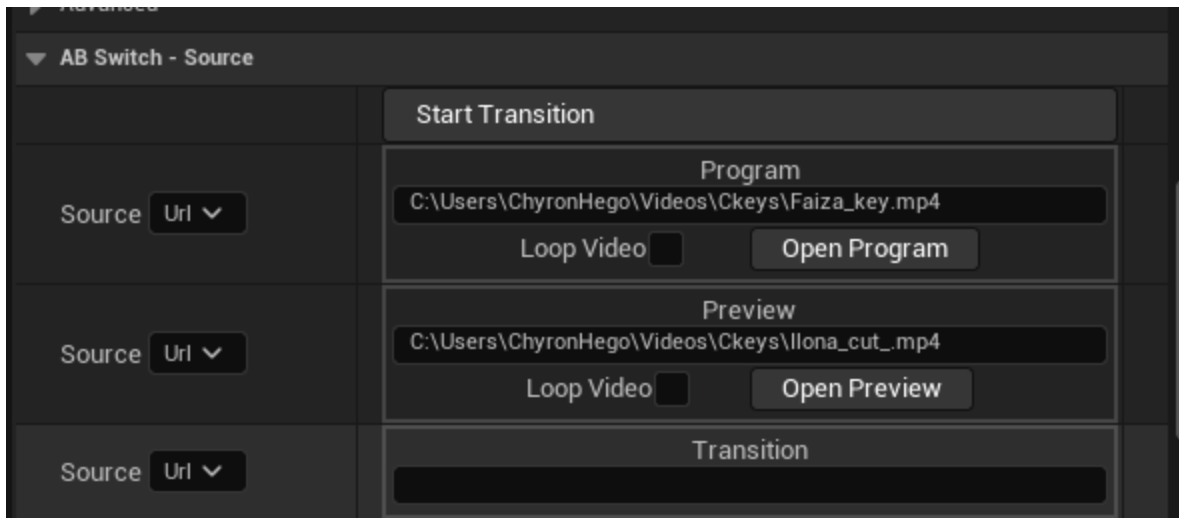 Advanced
AB Switch - Source
Start Transition
Program
Source Url C:\Users\ChyronHego\Videos\Ckeys\Faiza_key.mp4
Loop Video Open Program
Preview
Source Url C:\Users\ChyronHego\Videos\Ckeys\Ilona_cut_.mp4
Loop Video Open Preview
Transition
Source Url